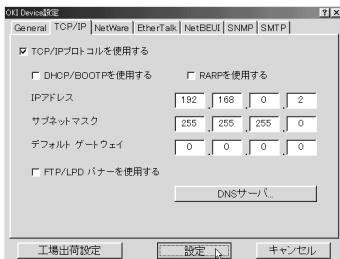 OKI Device設定
General TCP/IP NetWare EtherTalk NetBEUI SNMP SMTP
TCP/IPプロトコルを使用する
DHCP/BOOTPを使用する RARPを使用する
IPアドレス 192 . 168 . 0 . 2
サブネットマスク 255 . 255 . 255 . 0
デフォルト ゲートウェイ 0 . 0 . 0 . 0
FTP/LPD バナーを使用する
DNSサーバ...
工場出荷設定 設定 キャンセル